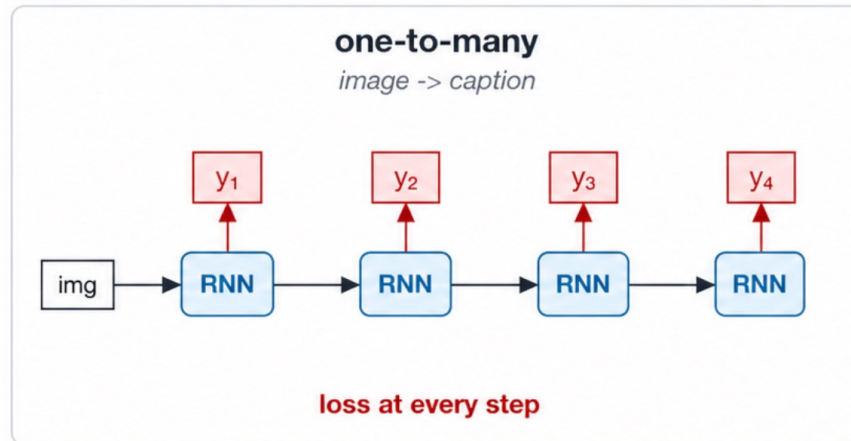 one-to-many
image -> caption
y₁ y₂ y₃ y₄
img RNN RNN RNN RNN
loss at every step